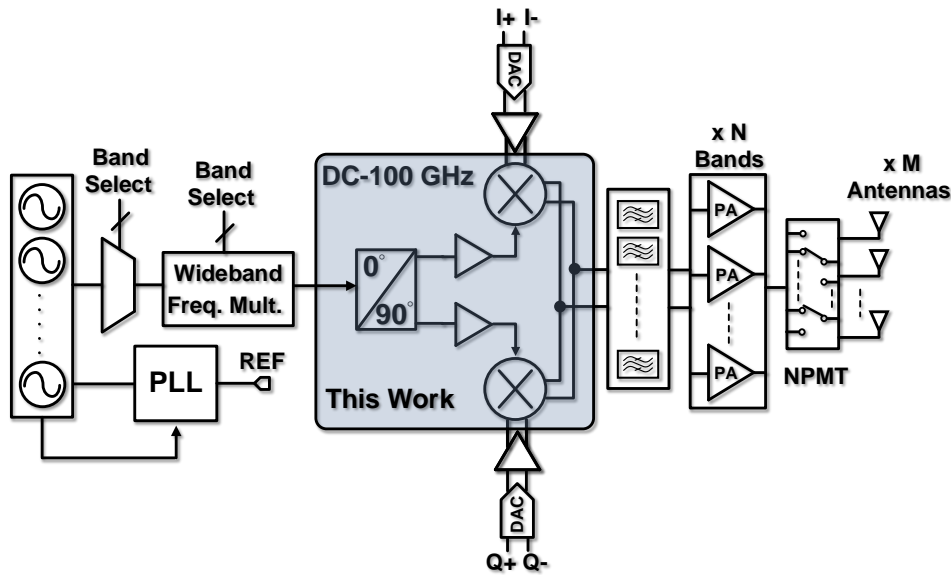 I+ I-
DAC
x N
Bands
x M
Antennas
Band
Select
Band
Select
DC-100 GHz
PA
0°
Wideband
Freq. Mult.
PA
90°
REF
PLL
This Work
PA
NPMT
DAC
Q+ Q-